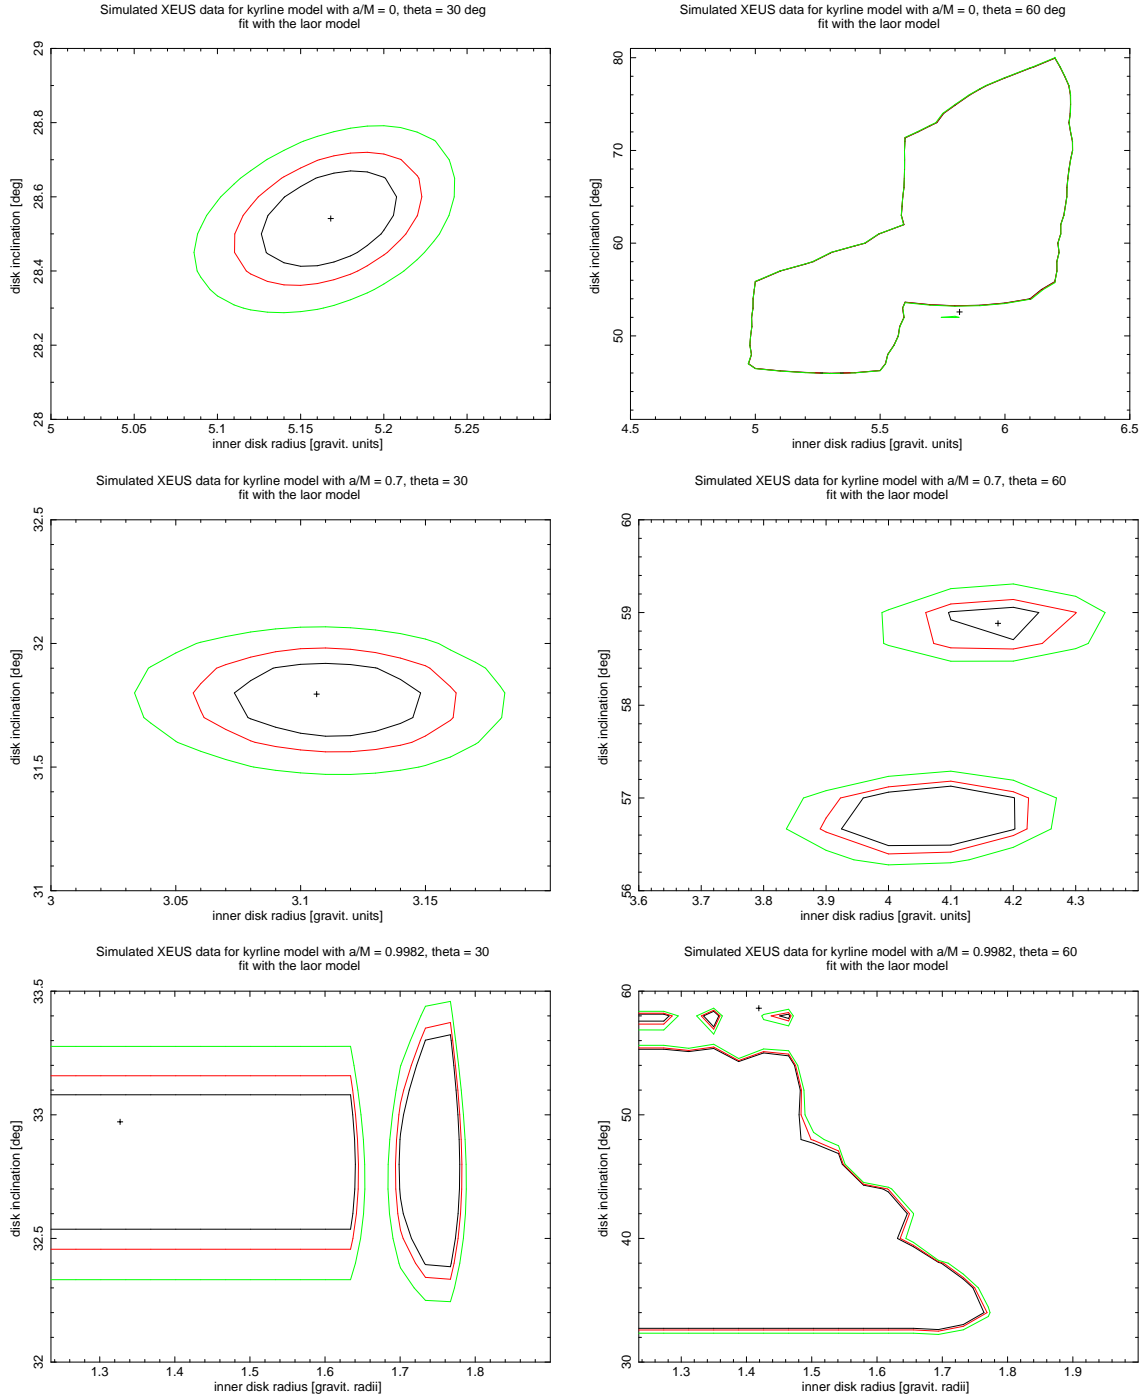 Simulated XEUS data for kyrline model with a/M = 0, theta = 30 deg
fit with the laor model
29
28.8
28.6
28.4
28.2
28
disk inclination [deg]
5
5.05
5.1
5.15
5.2
5.25
inner disk radius [gravit. units]
Simulated XEUS data for kyrline model with a/M = 0, theta = 60 deg
fit with the laor model
80
70
60
50
disk inclination [deg]
4.5
5
5.5
6
6.5
inner disk radius [gravit. units]
Simulated XEUS data for kyrline model with a/M = 0.7, theta = 30
fit with the laor model
32.5
32
31.5
31
disk inclination [deg]
3
3.05
3.1
3.15
inner disk radius [gravit. units]
Simulated XEUS data for kyrline model with a/M = 0.7, theta = 60
fit with the laor model
60
59
58
57
56
disk inclination [deg]
3.6
3.7
3.8
3.9
4
4.1
4.2
4.3
inner disk radius [gravit. units]
Simulated XEUS data for kyrline model with a/M = 0.9982, theta = 30
fit with the laor model
33.5
33
32.5
32
disk inclination [deg]
1.3
1.4
1.5
1.6
1.7
1.8
inner disk radius [gravit. radii]
Simulated XEUS data for kyrline model with a/M = 0.9982, theta = 60
fit with the laor model
60
50
40
30
disk inclination [deg]
1.3
1.4
1.5
1.6
1.7
1.8
1.9
inner disk radius [gravit. radii]